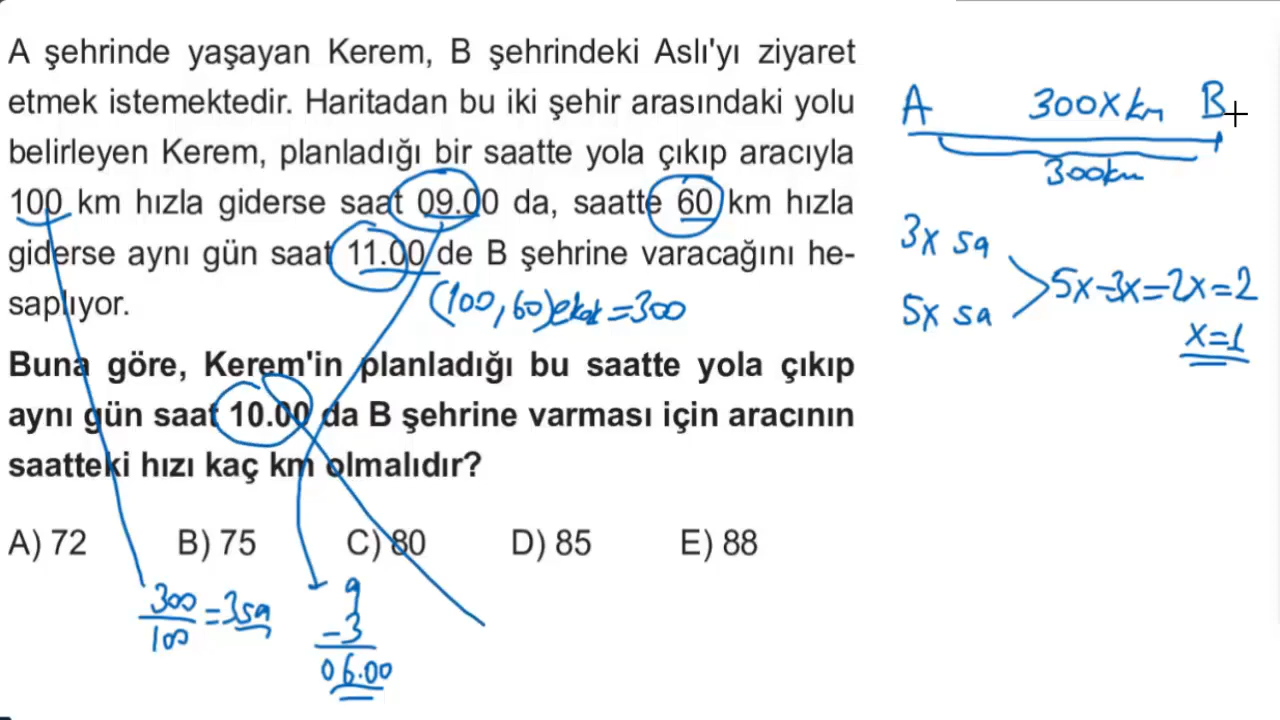 A şehrinde yaşayan Kerem, B şehrindeki Aslı'yı ziyaret
etmek istemektedir. Haritadan bu iki şehir arasındaki yolu
belirleyen Kerem, planladığı bir saatte yola çıkıp aracıyla
100 km hızla giderse saat 09.00 da, saatte 60 km hızla
giderse aynı gün saat 11.00 de B şehrine varacağını he-
saplıyor.
(100, 60)ekok = 300
Buna göre, Kerem'in planladığı bu saatte yola çıkıp
aynı gün saat 10.00 da B şehrine varması için aracının
saatteki hızı kaç km olmalıdır?
A) 72 B) 75 C) 80 D) 85 E) 88
300
100
= 3 sa
9
-3
06.00
A 300x km B
300km
3x sa
5x sa
5x-3x=2x=2
x=1